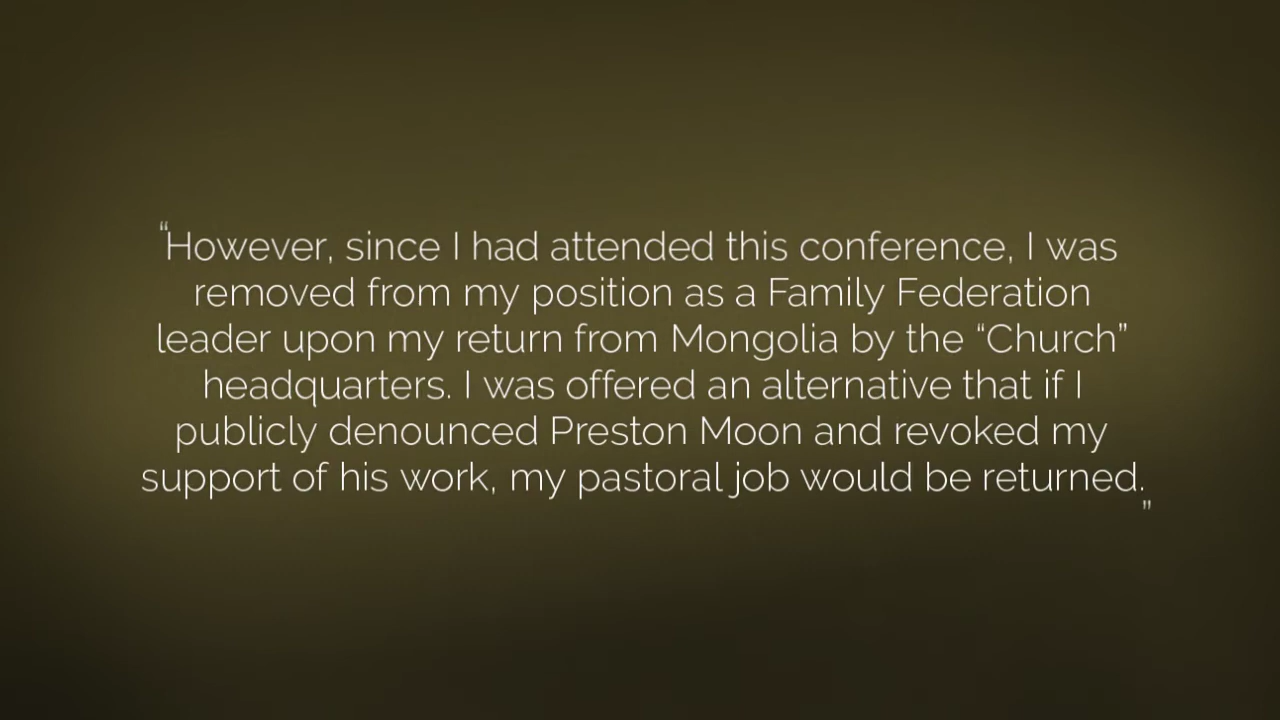 “However, since I had attended this conference, I was
removed from my position as a Family Federation
leader upon my return from Mongolia by the “Church”
headquarters. I was offered an alternative that if I
publicly denounced Preston Moon and revoked my
support of his work, my pastoral job would be returned.”